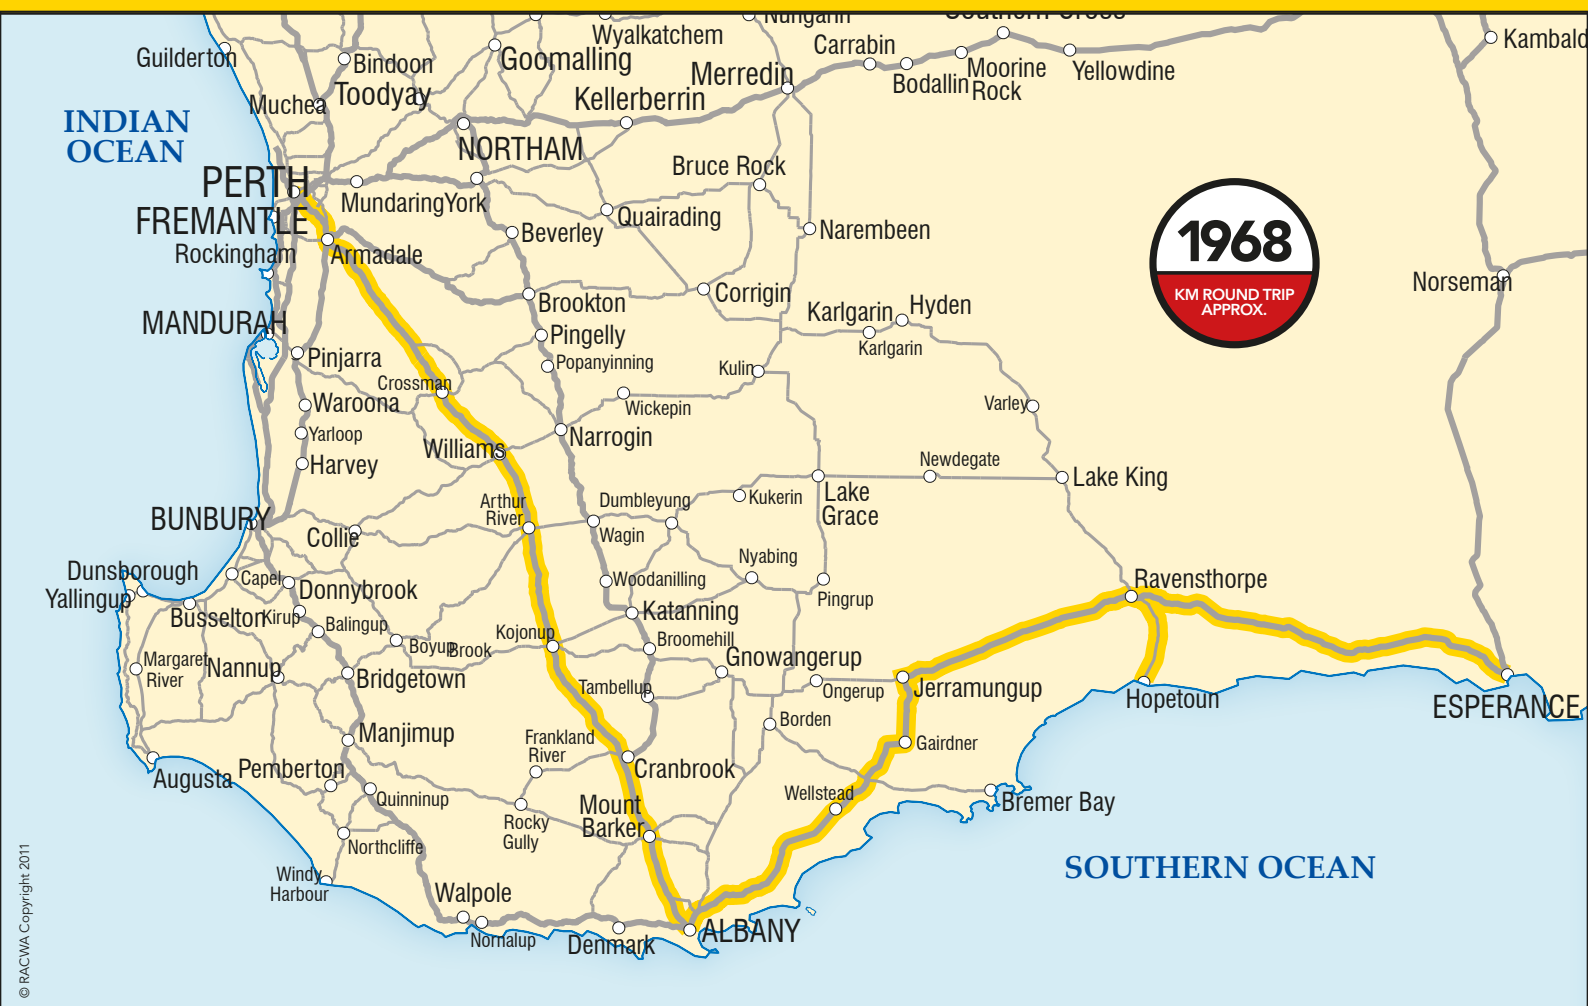 Nungarin
Southern Cross
Wyalkatchem
Guilderton
Bindoon
Goomalling
Carrabin
Kambald
Merredin
Bodallin
Moorine
Rock
Yellowdine
Muchea
Toodyay
Kellerberrin
INDIAN
OCEAN
NORTHAM
Bruce Rock
PERTH
Mundaring
York
Quairading
FREMANTLE
Beverley
Narembeen
1968
KM ROUND TRIP
APPROX.
Rockingham
Armadale
Norseman
Brookton
Corrigin
Karlgarin
Hyden
MANDURAH
Pingelly
Karlgarin
Pinjarra
Popanyinning
Kulin
Crossman
Waroona
Wickepin
Varley
Yarloop
Narrogin
Williams
Harvey
Newdegate
Lake King
Arthur
River
Dumbleyung
Kukerin
Lake
Grace
BUNBURY
Wagin
Collie
Nyabing
Dunsborough
Capel
Donnybrook
Woodanilling
Ravensthorpe
Yallingup
Pingrup
Busselton
Kirup
Balingup
Katanning
Kojonup
Boyup
Brook
Broomehill
Margaret
River
Nannup
Bridgetown
Gnowangerup
Tambellup
Ongerup
Jerramungup
Hopetoun
ESPERANCE
Borden
Manjimup
Frankland
River
Gairdner
Augusta
Pemberton
Cranbrook
Quinninup
Mount
Barker
Wellstead
Bremer Bay
Rocky
Gully
Northcliffe
SOUTHERN OCEAN
Windy
Harbour
Walpole
Nornalup
Denmark
ALBANY
© RACWA Copyright 2011